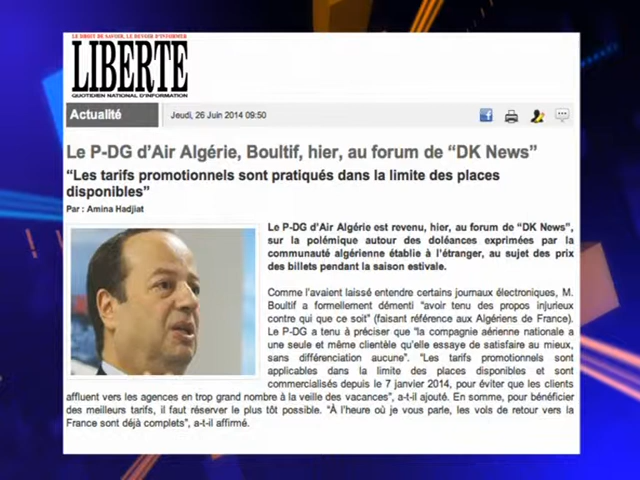 LE DROIT DE SAVOIR, LE DEVOIR D'INFORMER
LIBERTE
QUOTIDIEN NATIONAL D'INFORMATION
Actualité
Jeudi, 26 Juin 2014 09:50
Le P-DG d'Air Algérie, Boultif, hier, au forum de “DK News”
“Les tarifs promotionnels sont pratiqués dans la limite des places
disponibles”
Par : Amina Hadjiat
Le P-DG d'Air Algérie est revenu, hier, au forum de “DK News”,
sur la polémique autour des doléances exprimées par la
communauté algérienne établie à l'étranger, au sujet des prix
des billets pendant la saison estivale.
Comme l'avaient laissé entendre certains journaux électroniques, M.
Boultif a formellement démenti “avoir tenu des propos injurieux
contre qui que ce soit” (faisant référence aux Algériens de France).
Le P-DG a tenu à préciser que “la compagnie aérienne nationale a
une seule et même clientèle qu'elle essaye de satisfaire au mieux,
sans différenciation aucune”. “Les tarifs promotionnels sont
applicables dans la limite des places disponibles et sont
commercialisés depuis le 7 janvier 2014, pour éviter que les clients
affluent vers les agences en trop grand nombre à la veille des vacances”, a-t-il ajouté. En somme, pour bénéficier
des meilleurs tarifs, il faut réserver le plus tôt possible. “À l'heure où je vous parle, les vols de retour vers la
France sont déjà complets”, a-t-il affirmé.